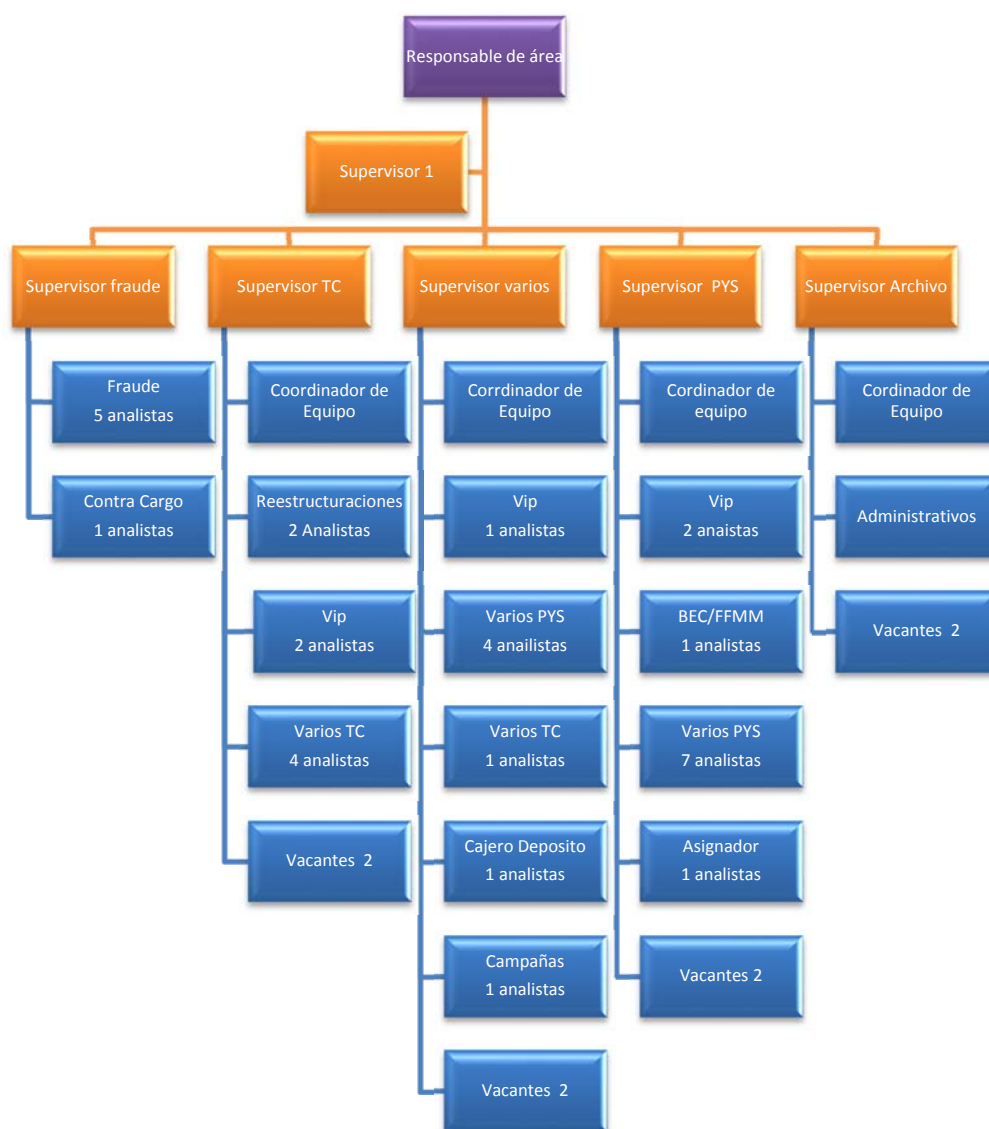 Responsable de área
Supervisor 1
Supervisor fraude
Fraude
5 analistas
Contra Cargo
1 analistas
Supervisor TC
Coordinador de
Equipo
Reestructuraciones
2 Analistas
Vip
2 analistas
Varios TC
4 analistas
Vacantes 2
Supervisor varios
Corrdinador de
Equipo
Vip
1 analistas
Varios PYS
4 anailistas
Varios TC
1 analistas
Cajero Deposito
1 analistas
Campañas
1 analistas
Vacantes 2
Supervisor PYS
Cordinador de
equipo
Vip
2 anaistas
BEC/FFMM
1 analistas
Varios PYS
7 analistas
Asignador
1 analistas
Vacantes 2
Supervisor Archivo
Cordinador de
Equipo
Administrativos
Vacantes 2